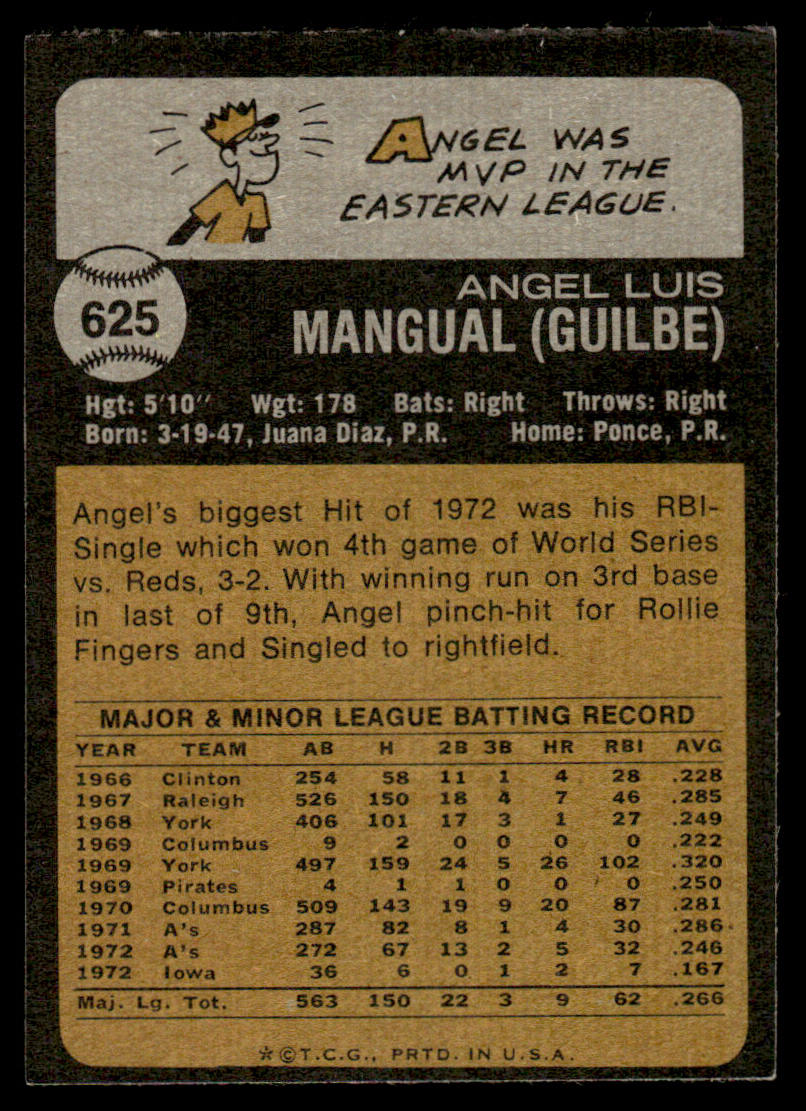 ANGEL WAS
MVP IN THE
EASTERN LEAGUE.
625
ANGEL LUIS
MANGUAL (GUILBE)
Hgt: 5'10" Wgt: 178 Bats: Right Throws: Right
Born: 3-19-47, Juana Diaz, P.R. Home: Ponce, P.R.
Angel's biggest Hit of 1972 was his RBI-
Single which won 4th game of World Series
vs. Reds, 3-2. With winning run on 3rd base
in last of 9th, Angel pinch-hit for Rollie
Fingers and Singled to rightfield.
MAJOR & MINOR LEAGUE BATTING RECORD
YEAR TEAM AB H 2B 3B HR RBI AVG
1966 Clinton 254 58 11 1 4 28 .228
1967 Raleigh 526 150 18 4 7 46 .285
1968 York 406 101 17 3 1 27 .249
1969 Columbus 9 2 0 0 0 0 .222
1969 York 497 159 24 5 26 102 .320
1969 Pirates 4 1 1 0 0 0 .250
1970 Columbus 509 143 19 9 20 87 .281
1971 A's 287 82 8 1 4 30 .286
1972 A's 272 67 13 2 5 32 .246
1972 Iowa 36 6 0 1 2 7 .167
Maj. Lg. Tot. 563 150 22 3 9 62 .266
☆©T.C.G., PRTD. IN U.S.A.